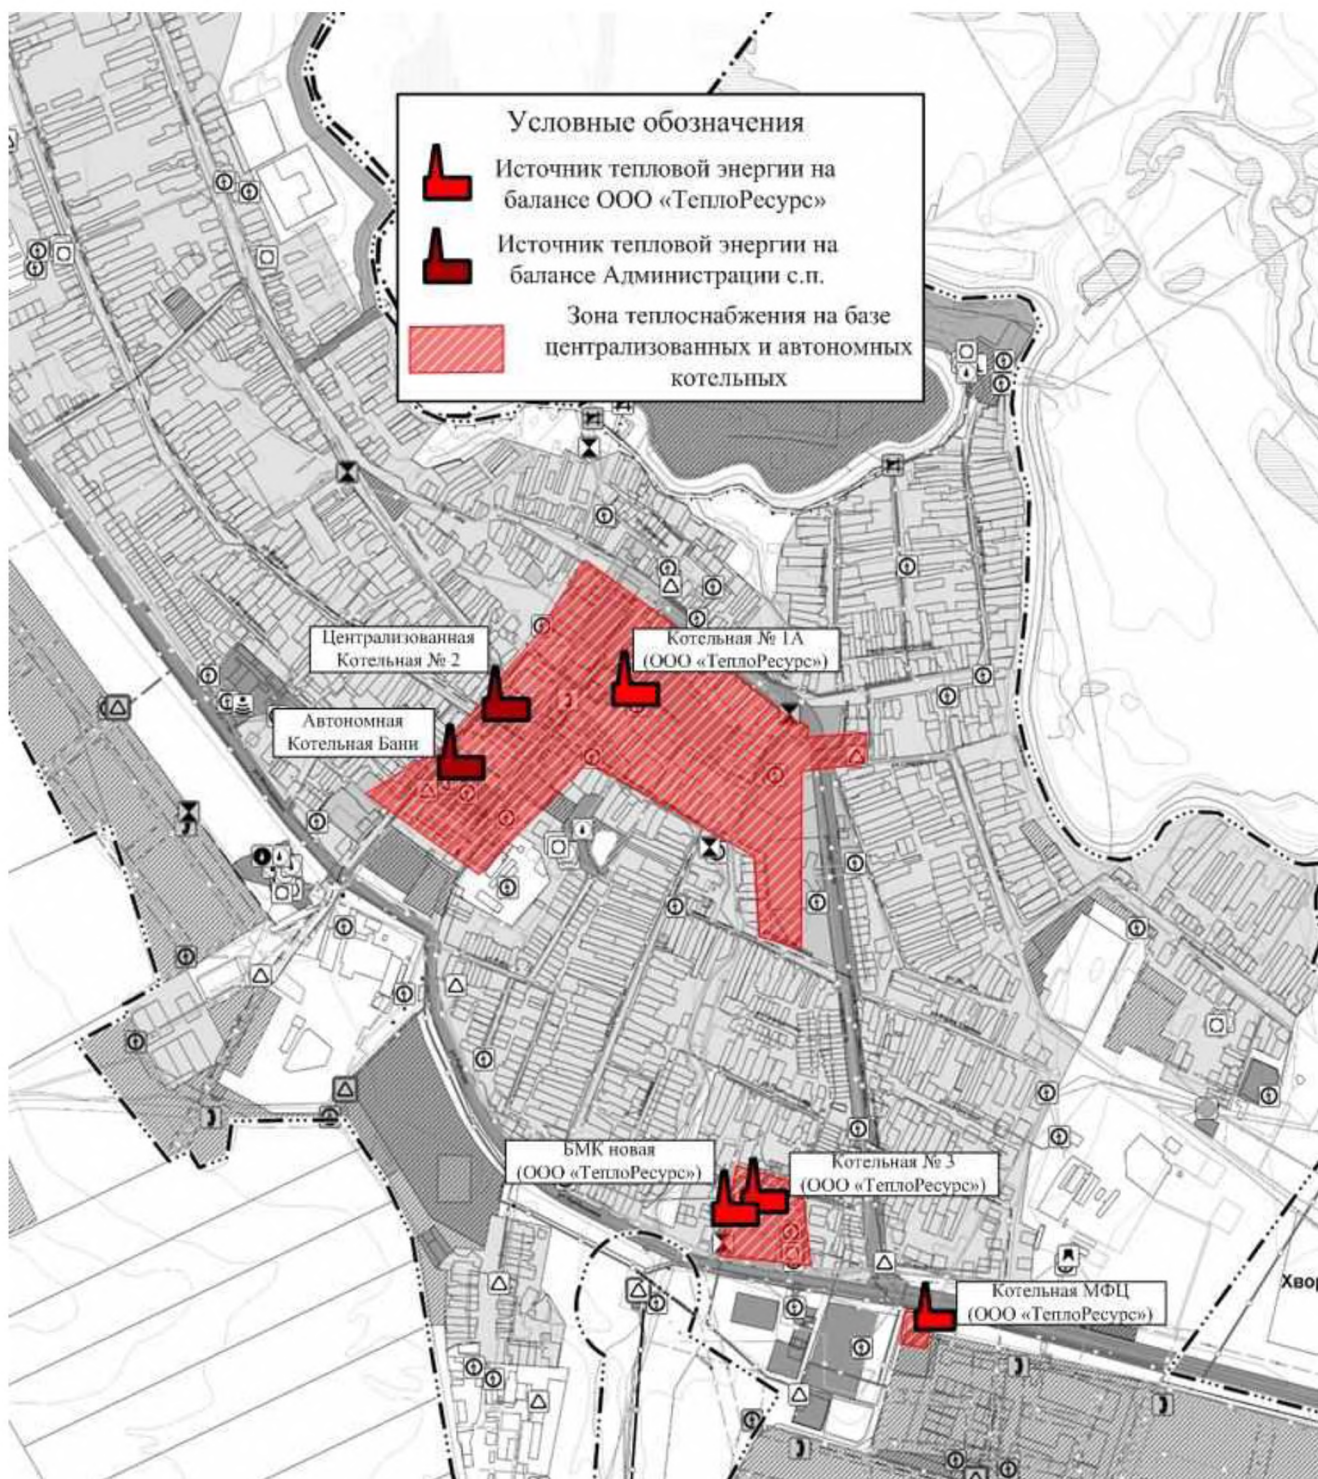 Условные обозначения
Источник тепловой энергии на
балансе ООО «ТеплоРесурс»
Источник тепловой энергии на
балансе Администрации с.п.
Зона теплоснабжения на базе
централизованных и автономных
котельных
Централизованная
Котельная № 2
Котельная № 1А
(ООО «ТеплоРесурс»)
Автономная
Котельная Бани
БМК новая
(ООО «ТеплоРесурс»)
Котельная № 3
(ООО «ТеплоРесурс»)
Котельная МФЦ
(ООО «ТеплоРесурс»)
Хвор